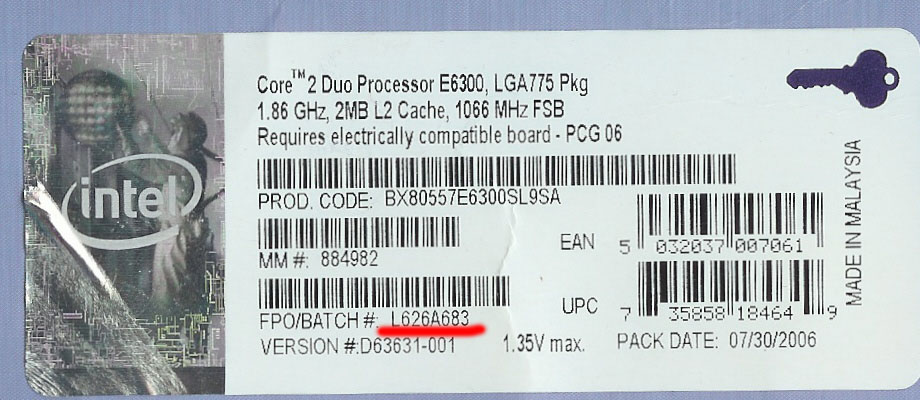 intel
Core™2 Duo Processor E6300, LGA775 Pkg
1.86 GHz, 2MB L2 Cache, 1066 MHz FSB
Requires electrically compatible board - PCG 06
PROD. CODE: BX80557E6300SL9SA
MM #: 884982
FPO/BATCH #: L626A683
VERSION #:D63631-001 1.35V max.
EAN 5 032037 007061
UPC 7 35858 18464 9
PACK DATE: 07/30/2006
MADE IN MALAYSIA